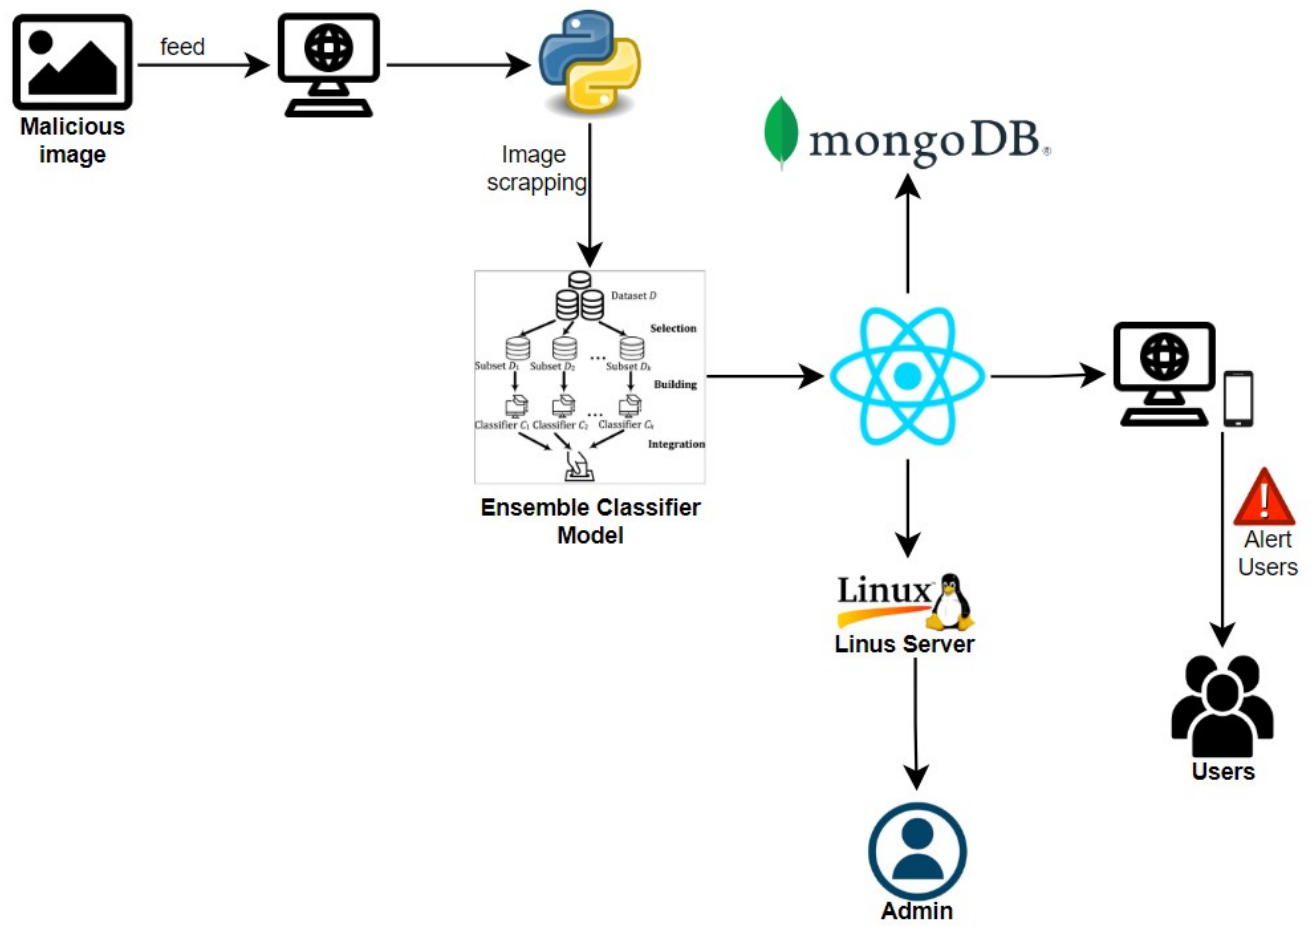 feed
Malicious
image
Image
scrapping
mongoDB®
Dataset D
Selection
Subset D1 Subset D2 ... Subset Dk
Building
Classifier C1 Classifier C2 ... Classifier Ck
Integration
Ensemble Classifier
Model
Linux™
Linus Server
Alert
Users
Users
Admin